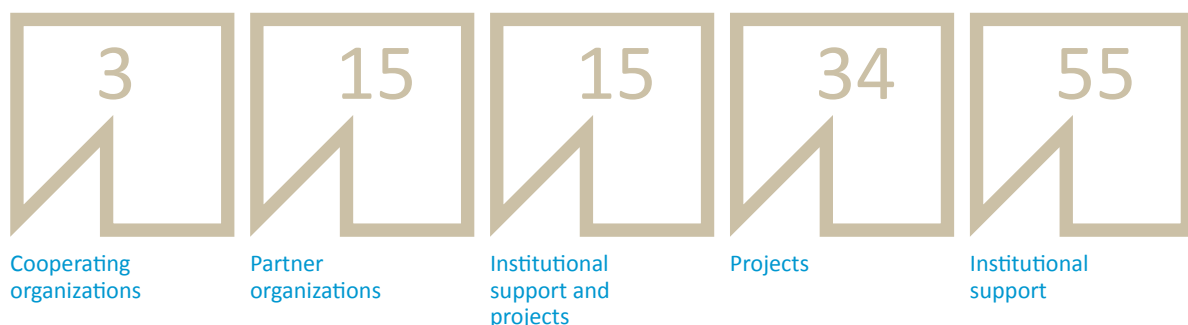 3
15
15
34
55
Cooperating
organizations
Partner
organizations
Institutional
support and
projects
Projects
Institutional
support